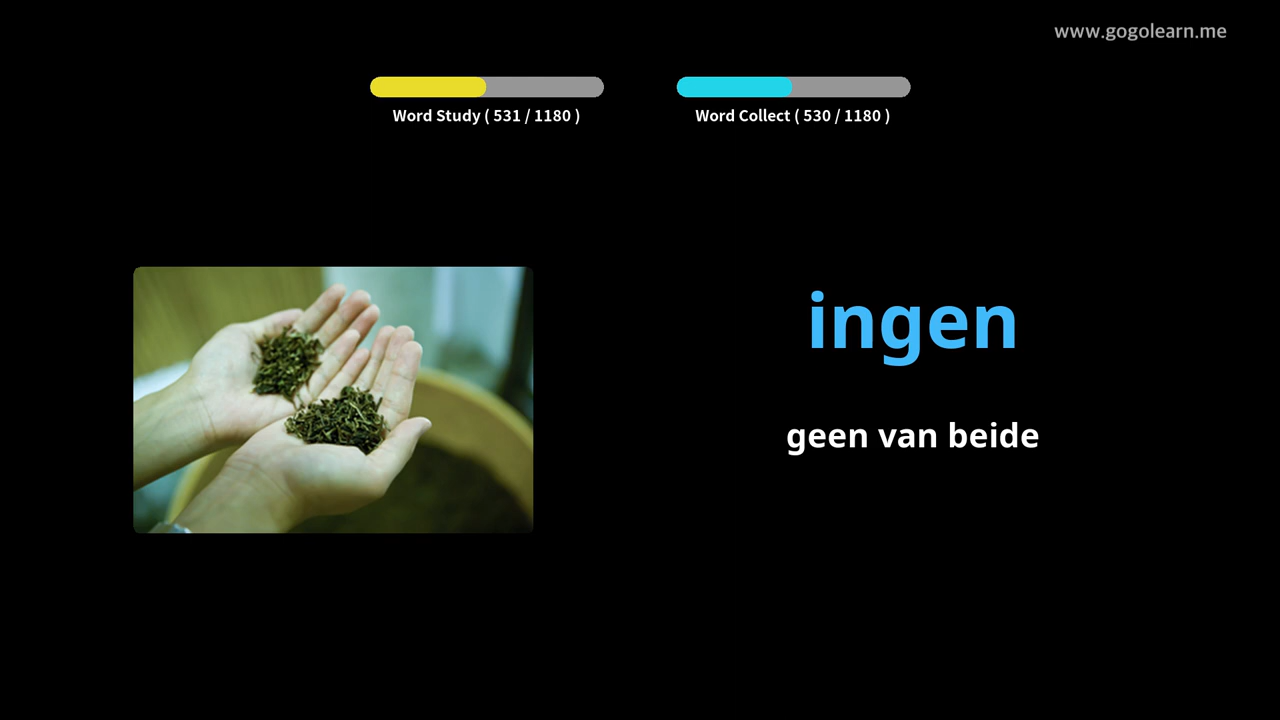 www.gogolearn.me
Word Study ( 531 / 1180 )
Word Collect ( 530 / 1180 )
ingen
geen van beide